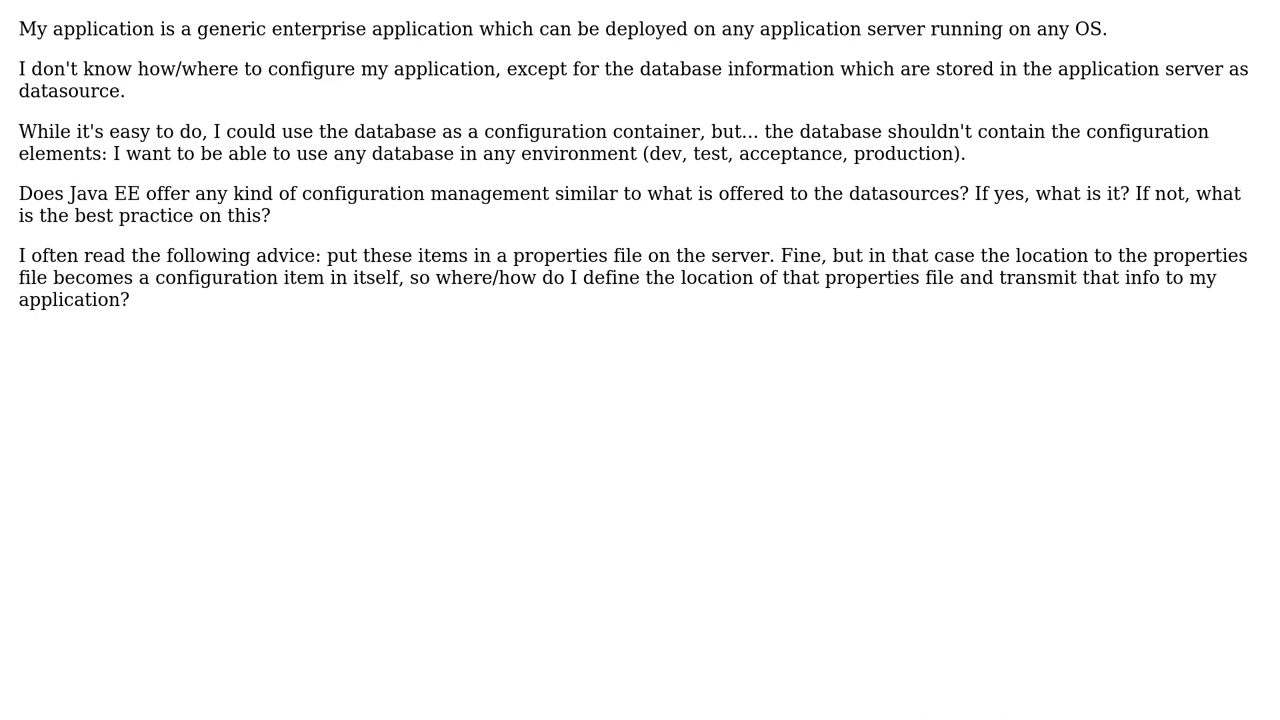 My application is a generic enterprise application which can be deployed on any application server running on any OS.
I don't know how/where to configure my application, except for the database information which are stored in the application server as
datasource.
While it's easy to do, I could use the database as a configuration container, but... the database shouldn't contain the configuration
elements: I want to be able to use any database in any environment (dev, test, acceptance, production).
Does Java EE offer any kind of configuration management similar to what is offered to the datasources? If yes, what is it? If not, what
is the best practice on this?
I often read the following advice: put these items in a properties file on the server. Fine, but in that case the location to the properties
file becomes a configuration item in itself, so where/how do I define the location of that properties file and transmit that info to my
application?